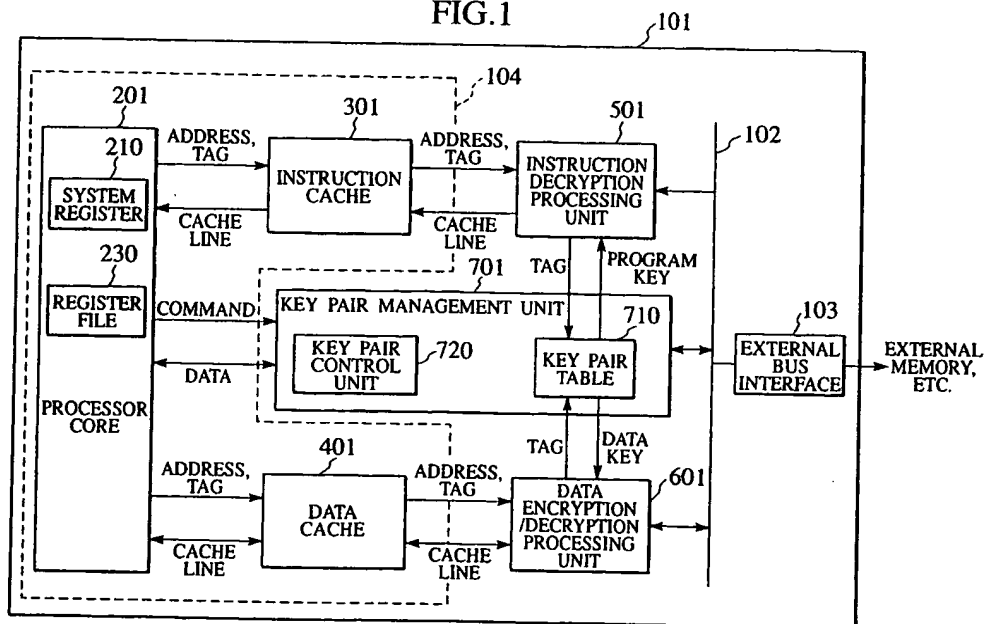 FIG.1
101
104
201
210
SYSTEM
REGISTER
230
REGISTER
FILE
PROCESSOR
CORE
ADDRESS,
TAG
CACHE
LINE
301
INSTRUCTION
CACHE
ADDRESS,
TAG
CACHE
LINE
501
INSTRUCTION
DECRYPTION
PROCESSING
UNIT
102
TAG
PROGRAM
KEY
COMMAND
DATA
701
KEY PAIR MANAGEMENT UNIT
KEY PAIR
CONTROL
UNIT
720
710
KEY PAIR
TABLE
103
EXTERNAL
BUS
INTERFACE
EXTERNAL
MEMORY,
ETC.
TAG
DATA
KEY
ADDRESS,
TAG
CACHE
LINE
401
DATA
CACHE
ADDRESS,
TAG
CACHE
LINE
601
DATA
ENCRYPTION
/DECRYPTION
PROCESSING
UNIT